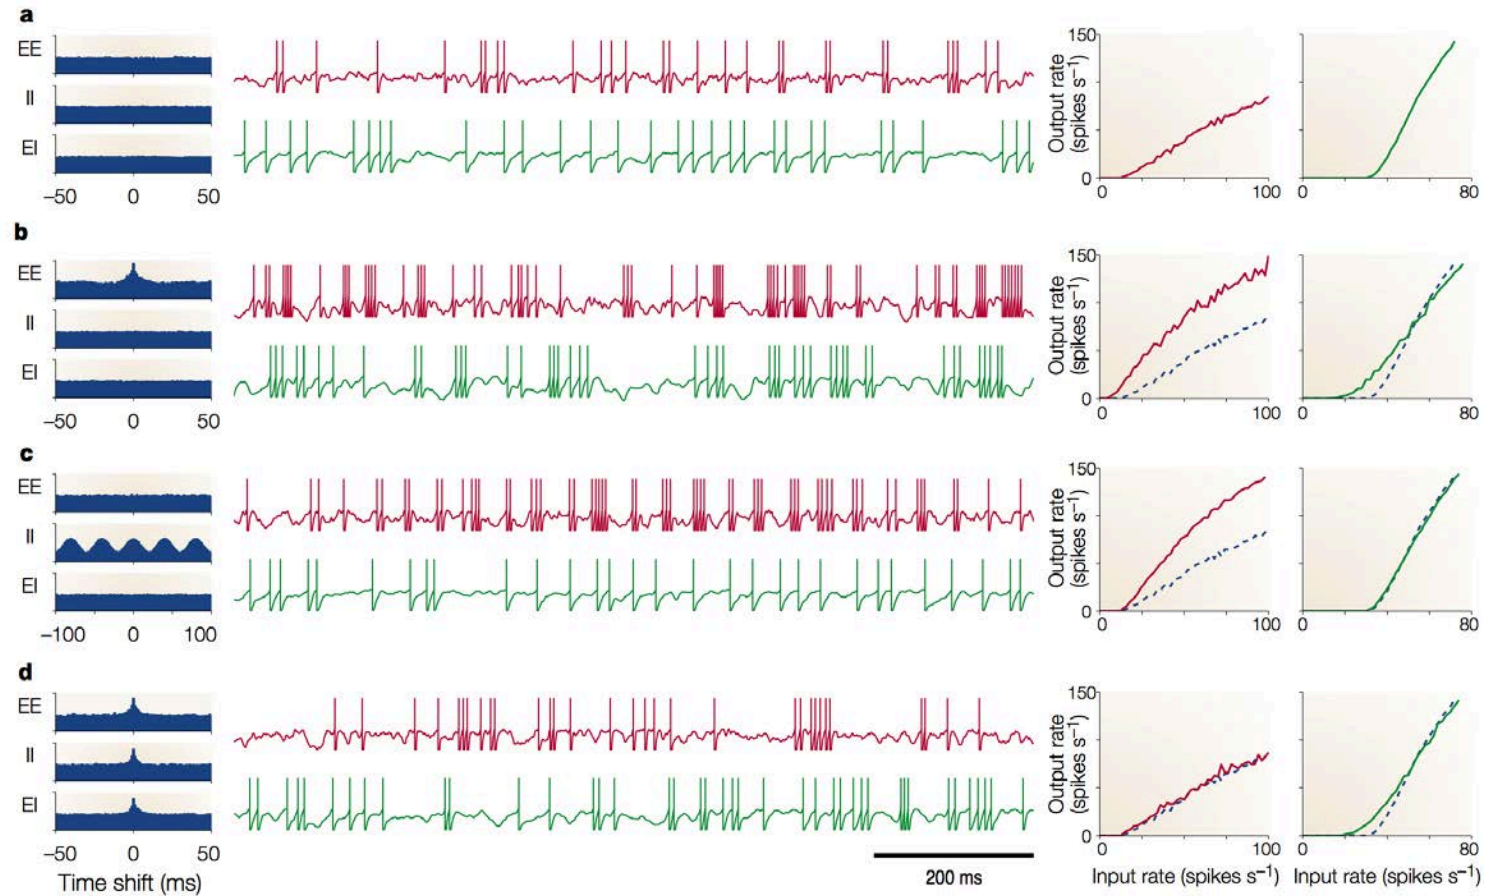 a
EE
II
EI
−50 0 50
150
Output rate
(spikes s−1)
0
0 100
0 80
b
EE
II
EI
−50 0 50
150
Output rate
(spikes s−1)
0
0 100
0 80
c
EE
II
EI
−100 0 100
150
Output rate
(spikes s−1)
0
0 100
0 80
d
EE
II
EI
−50 0 50
Time shift (ms)
200 ms
150
Output rate
(spikes s−1)
0
0 100
0 80
Input rate (spikes s−1) Input rate (spikes s−1)